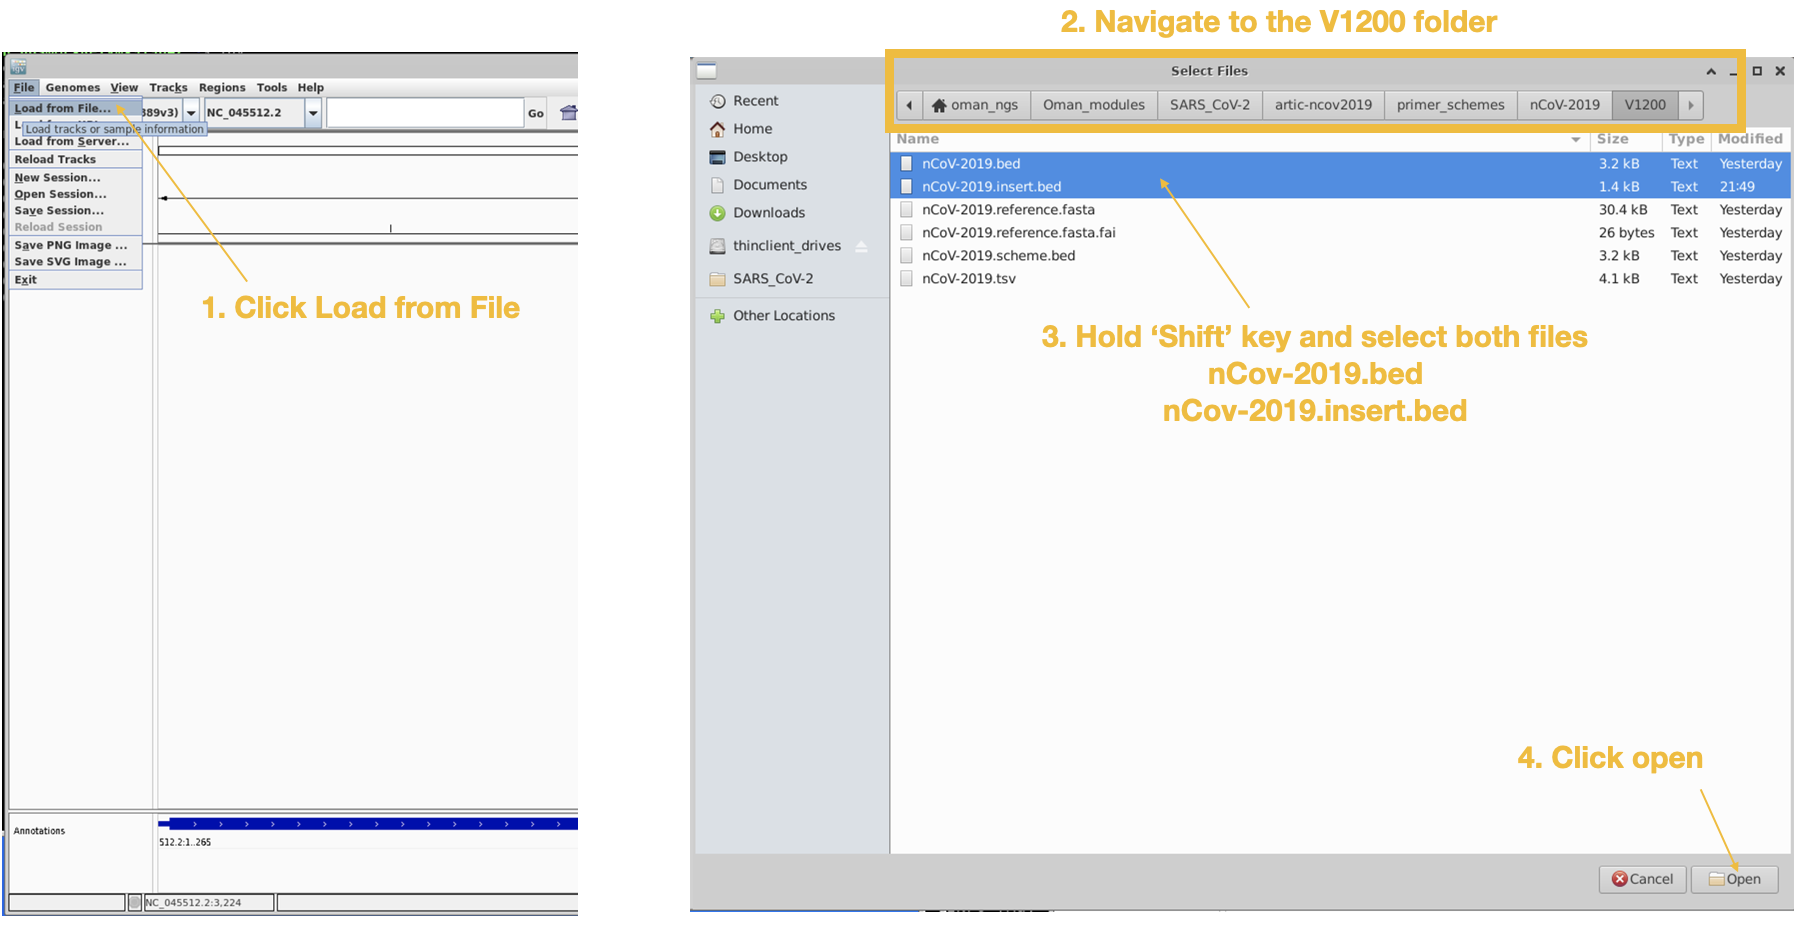 2. Navigate to the V1200 folder
File Genomes View Tracks Regions Tools Help
Load from File...
389v3) NC_045512.2 Go
Load tracks or sample information
Load from Server...
Reload Tracks
New Session...
Open Session...
Save Session...
Reload Session
Save PNG Image ...
Save SVG Image ...
Exit
1. Click Load from File
Annotations
512.2:1..265
NC_045512.2:3,224
Select Files
oman_ngs Oman_modules SARS_CoV-2 artic-ncov2019 primer_schemes nCoV-2019 V1200
Recent
Home
Desktop
Documents
Downloads
thinclient_drives
SARS_CoV-2
Other Locations
Name Size Type Modified
nCoV-2019.bed 3.2 kB Text Yesterday
nCoV-2019.insert.bed 1.4 kB Text 21:49
nCoV-2019.reference.fasta 30.4 kB Text Yesterday
nCoV-2019.reference.fasta.fai 26 bytes Text Yesterday
nCoV-2019.scheme.bed 3.2 kB Text Yesterday
nCoV-2019.tsv 4.1 kB Text Yesterday
3. Hold ‘Shift’ key and select both files
nCov-2019.bed
nCov-2019.insert.bed
4. Click open
Cancel Open